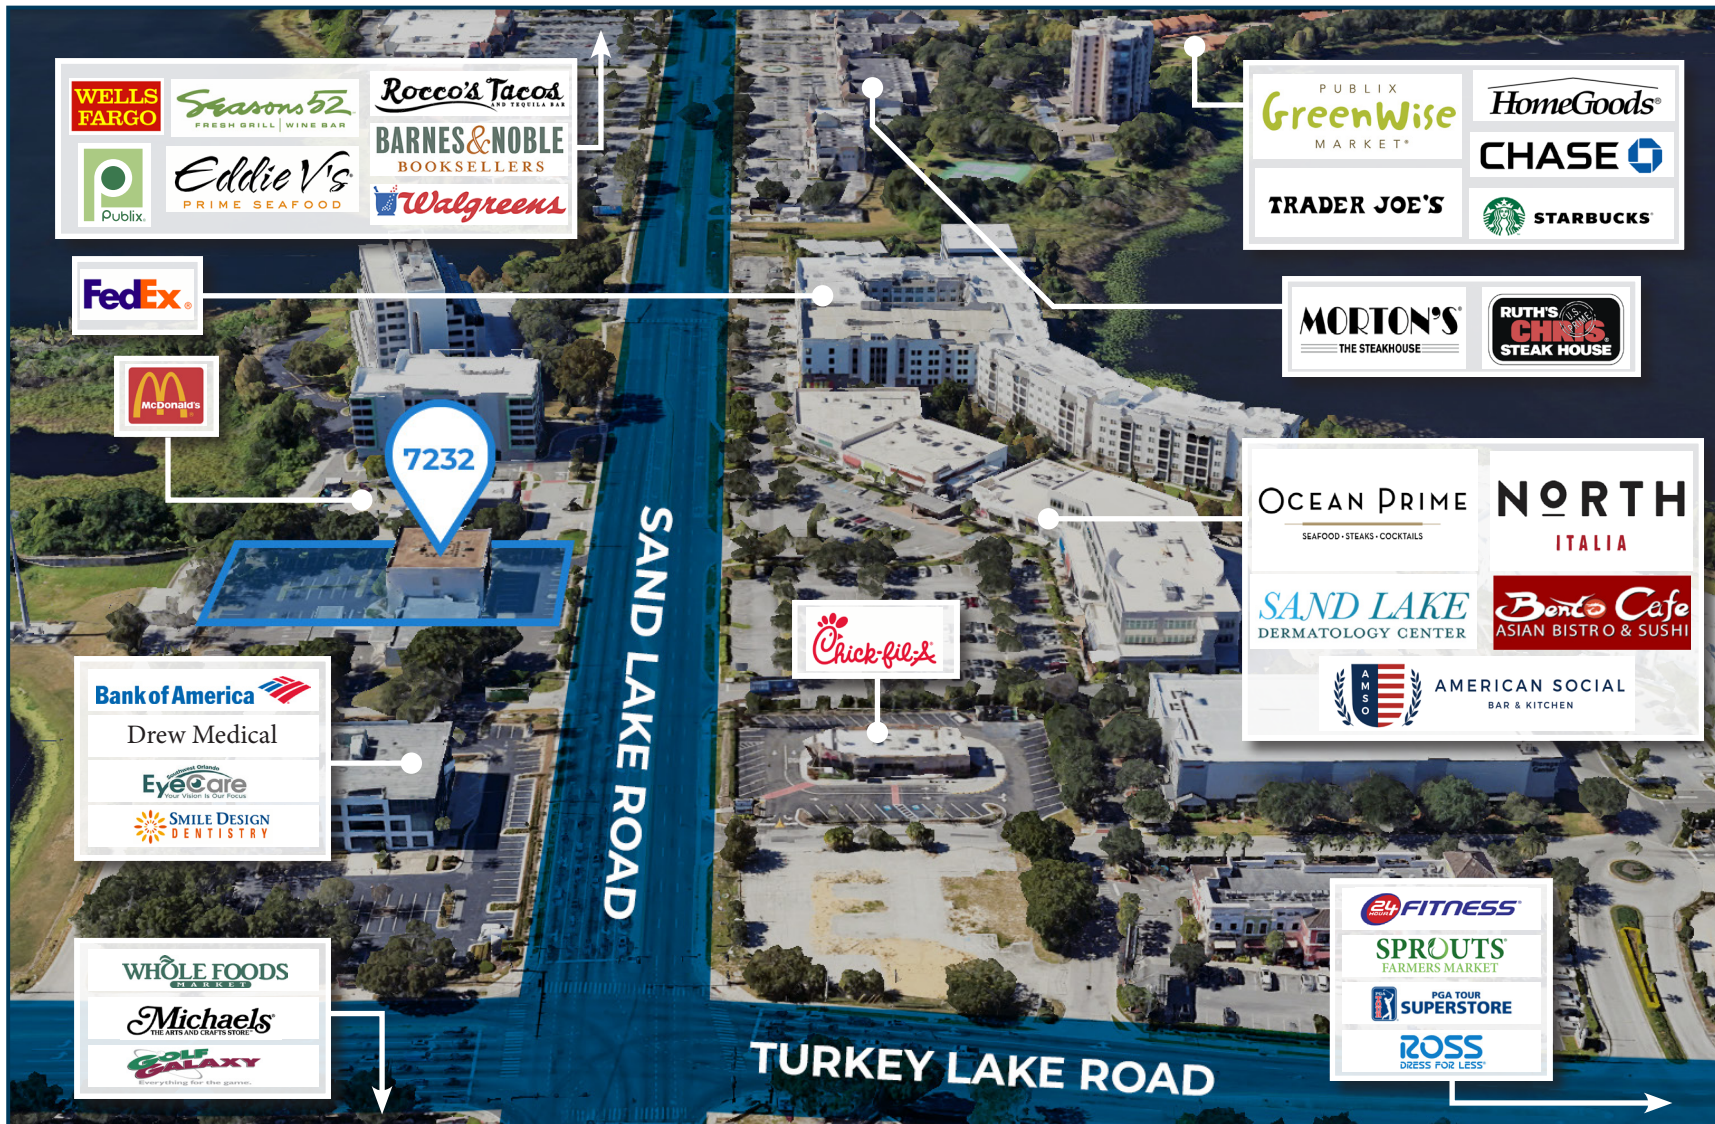 WELLS
FARGO
Seasons 52
FRESH GRILL | WINE BAR
Rocco's Tacos
AND TEQUILA BAR
BARNES&NOBLE
BOOKSELLERS
Publix.
Eddie V's
PRIME SEAFOOD
Walgreens
PUBLIX
GreenWise
MARKET®
HomeGoods®
CHASE
TRADER JOE'S
STARBUCKS®
FedEx®
MORTON'S®
THE STEAKHOUSE
RUTH'S
U.S. PRIME
CHRIS®
STEAK HOUSE
McDonald's
7232
OCEAN PRIME
SEAFOOD • STEAKS • COCKTAILS
NORTH
ITALIA
SAND LAKE
DERMATOLOGY CENTER
Bento Cafe
ASIAN BISTRO & SUSHI
AMSO
AMERICAN SOCIAL
BAR & KITCHEN
SAND LAKE ROAD
Chick-fil-A®
Bank of America
Drew Medical
Southwest Orlando
EyeCare
Your Vision Is Our Focus
SMILE DESIGN
DENTISTRY
WHOLE FOODS
MARKET
Michaels®
THE ARTS AND CRAFTS STORE™
GOLF
GALAXY
Everything for the game.
24
HOUR
FITNESS®
SPROUTS®
FARMERS MARKET
PGA TOUR
SUPERSTORE
ROSS
DRESS FOR LESS®
TURKEY LAKE ROAD